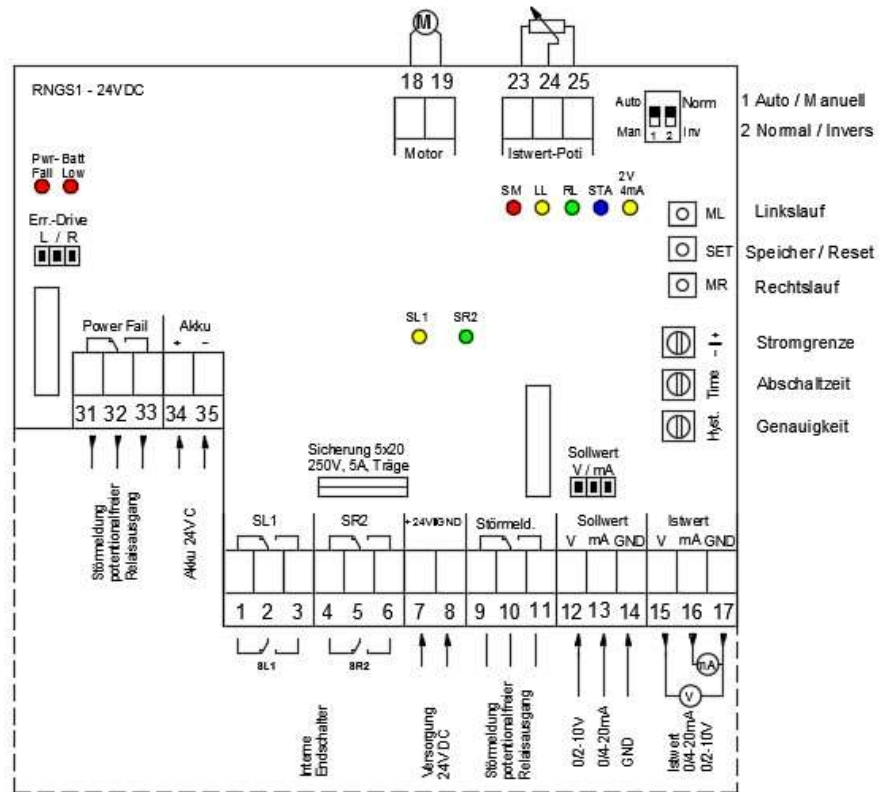 M
18 19
23 24 25
RNGS1 - 24VDC
Auto Norm
Man 1 2 Inv
1 Auto / Manuell
2 Normal / Invers
Motor
Istwert-Poti
Pwr- Batt
Fail Low
SM LL RL STA 2V
4mA
ML Linkslauf
SET Speicher / Reset
MR Rechtslauf
Err.-Drive
L / R
SL1 SR2
Power Fail Akku
+ -
- + Stromgrenze
Time Abschaltzeit
Hyst. Genauigkeit
31 32 33 34 35
Störmeldung
potentialfreier
Relaisausgang
Akku 24V C
Sicherung 5x20
250V, 5A, Träge
Sollwert
V / mA
SL1 SR2 +24V GND Störmeld. Sollwert Istwert
V mA GND V mA GND
1 2 3 4 5 6 7 8 9 10 11 12 13 14 15 16 17
SL1 SR2
mA
V
Interne
Endschalter
Versorgung
24V DC
Störmeldung
potentialfreier
Relaisausgang
0/2-10V
0/4-20mA
GND
Istwert
0/4-20mA
0/2-10V